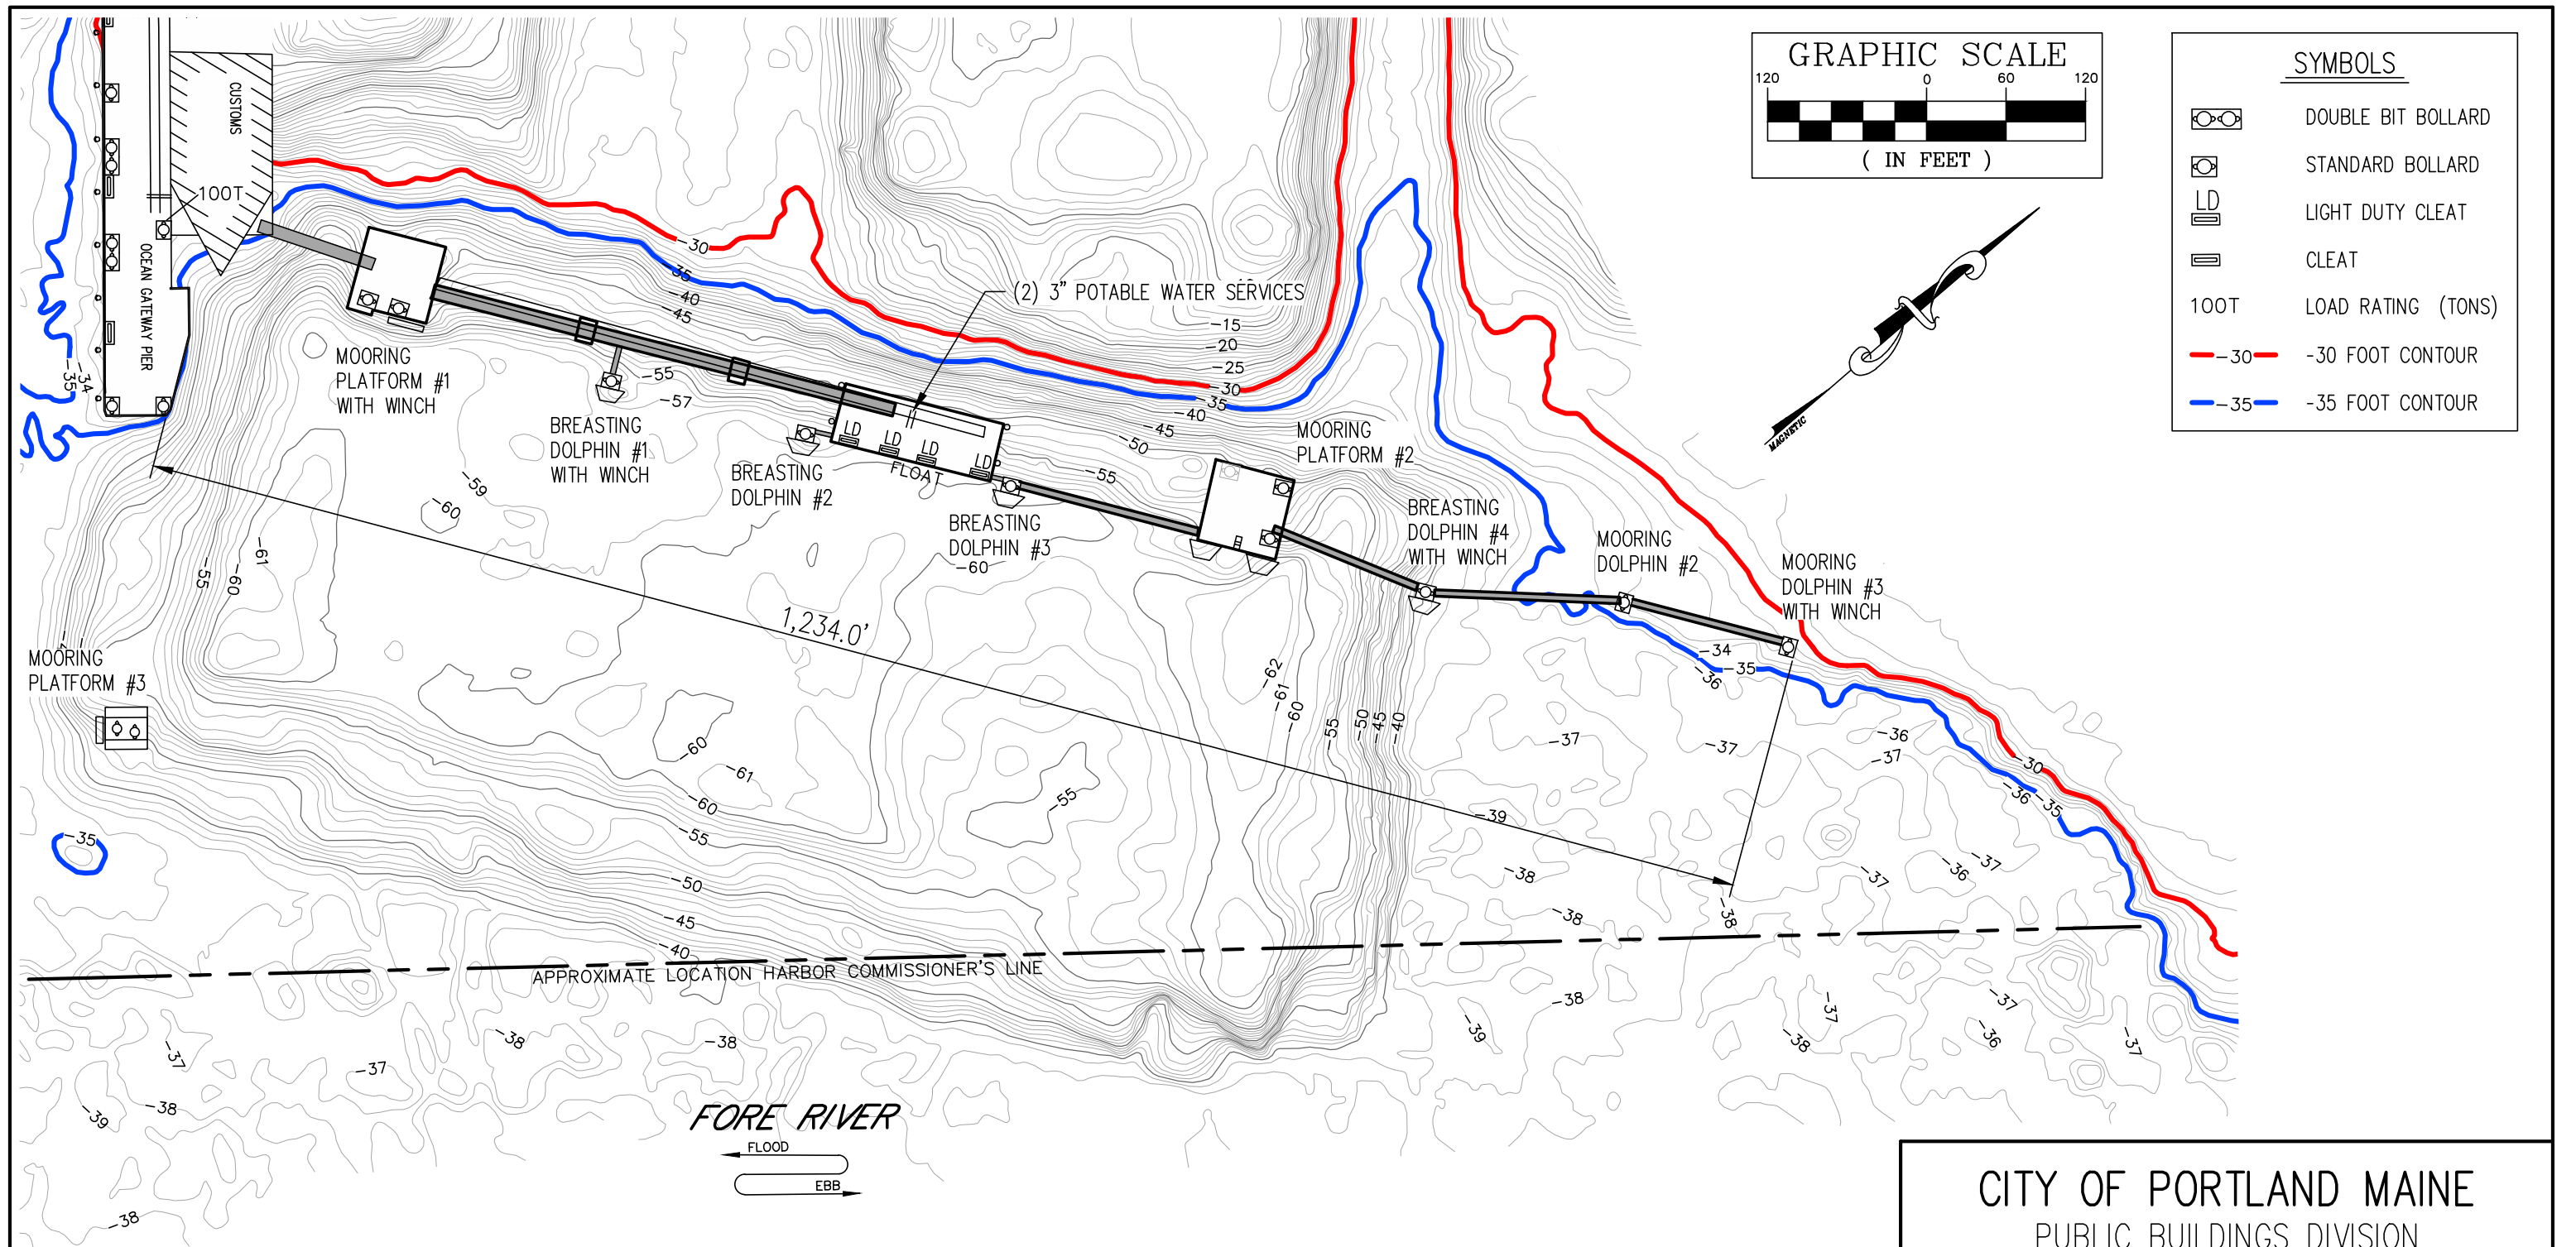 GRAPHIC SCALE
120 0 60 120
( IN FEET )
SYMBOLS
DOUBLE BIT BOLLARD
STANDARD BOLLARD
LD
LIGHT DUTY CLEAT
CLEAT
100T LOAD RATING (TONS)
-30 -30 FOOT CONTOUR
-35 -35 FOOT CONTOUR
MAGNETIC
CUSTOMS
100T
OCEAN GATEWAY PIER
-34
-35
MOORING
PLATFORM #1
WITH WINCH
-30
-35
-40
-45
(2) 3" POTABLE WATER SERVICES
-15
-20
-25
-30
-35
-40
-45
-50
-55
-55
-57
BREASTING
DOLPHIN #1
WITH WINCH
BREASTING
DOLPHIN #2
LD
LD
LD
LD
FLOAT
BREASTING
DOLPHIN #3
-60
MOORING
PLATFORM #2
BREASTING
DOLPHIN #4
WITH WINCH
MOORING
DOLPHIN #2
MOORING
DOLPHIN #3
WITH WINCH
-59
-60
-61
-55
-60
1,234.0'
-34
-35
-36
MOORING
PLATFORM #3
-62
-61
-60
-55
-50
-45
-40
-37
-37
-36
-37
-30
-36
-35
-60
-61
-60
-55
-55
-39
-35
-38
-37
-36
-37
-50
-45
-40
-38
-38
APPROXIMATE LOCATION HARBOR COMMISSIONER'S LINE
-38
-39
-37
-38
-37
-36
-37
-37
-37
-38
-38
-39
-38
FORE RIVER
FLOOD
EBB
-38
CITY OF PORTLAND MAINE
PUBLIC BUILDINGS DIVISION